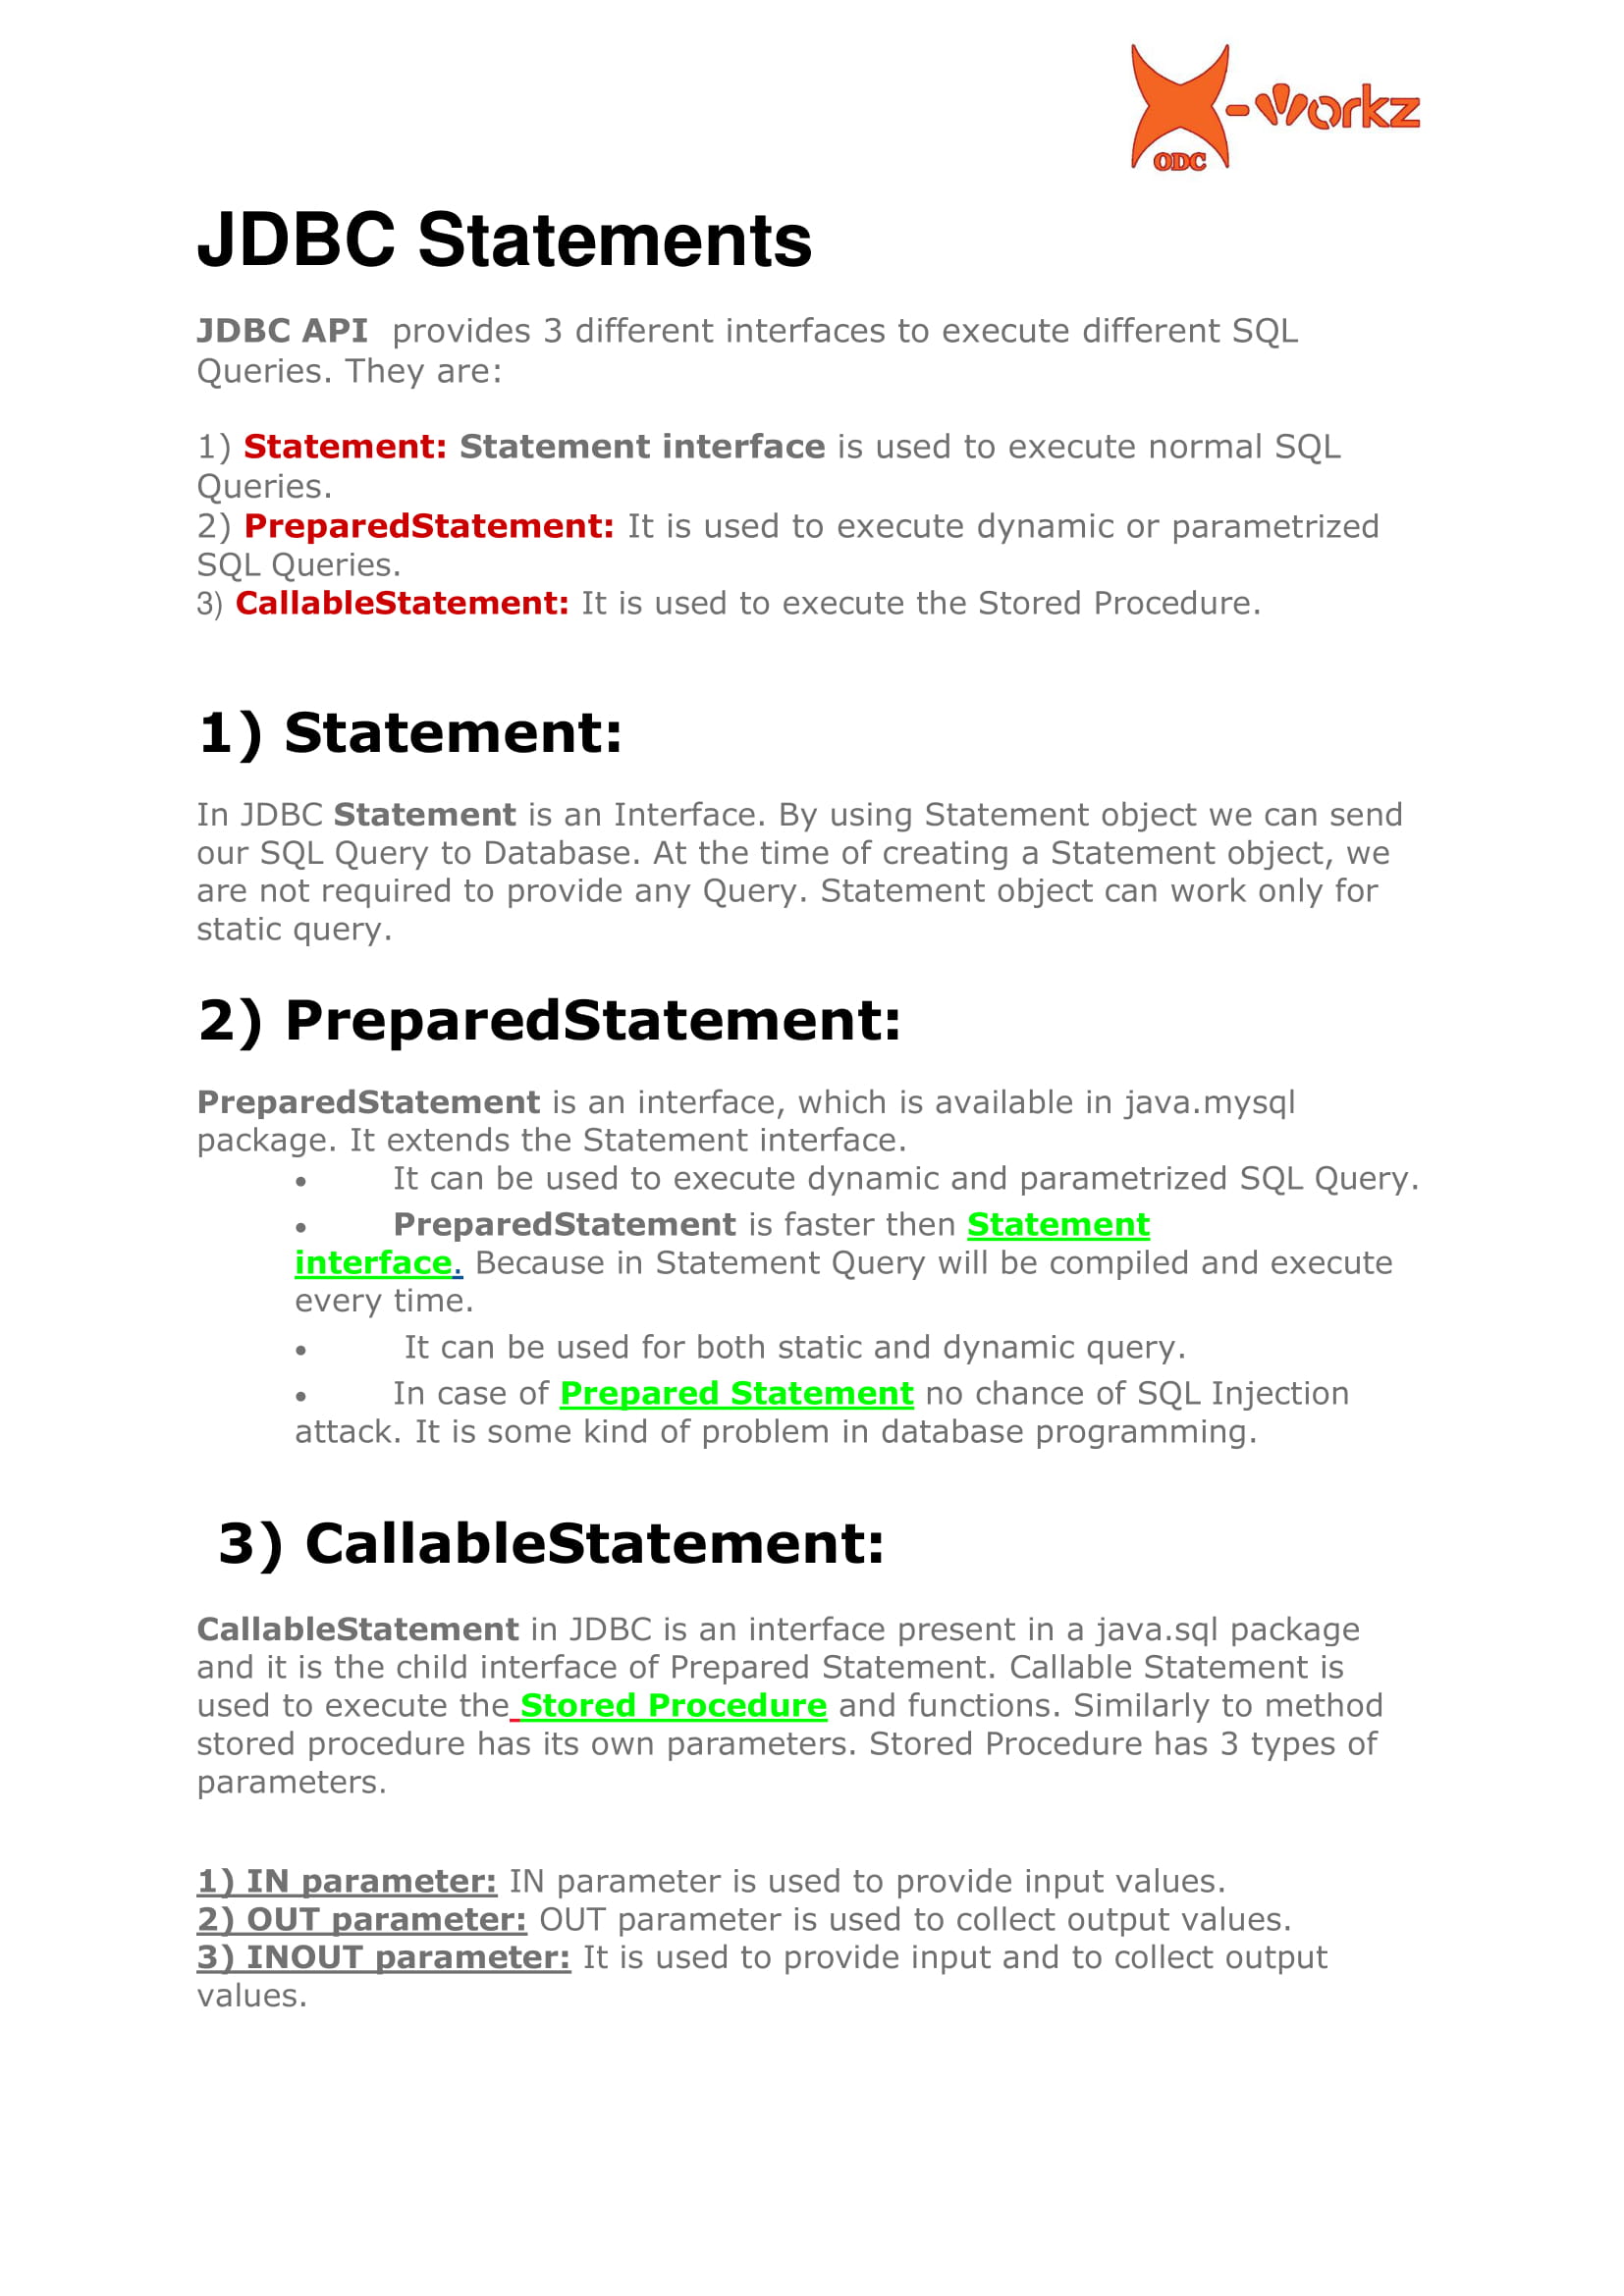 X-Workz
ODC
JDBC Statements
JDBC API  provides 3 different interfaces to execute different SQL
Queries. They are:
1) Statement: Statement interface is used to execute normal SQL
Queries.
2) PreparedStatement: It is used to execute dynamic or parametrized
SQL Queries.
3) CallableStatement: It is used to execute the Stored Procedure.
1) Statement:
In JDBC Statement is an Interface. By using Statement object we can send
our SQL Query to Database. At the time of creating a Statement object, we
are not required to provide any Query. Statement object can work only for
static query.
2) PreparedStatement:
PreparedStatement is an interface, which is available in java.mysql
package. It extends the Statement interface.
• It can be used to execute dynamic and parametrized SQL Query.
• PreparedStatement is faster then Statement
interface. Because in Statement Query will be compiled and execute
every time.
• It can be used for both static and dynamic query.
• In case of Prepared Statement no chance of SQL Injection
attack. It is some kind of problem in database programming.
3) CallableStatement:
CallableStatement in JDBC is an interface present in a java.sql package
and it is the child interface of Prepared Statement. Callable Statement is
used to execute the Stored Procedure and functions. Similarly to method
stored procedure has its own parameters. Stored Procedure has 3 types of
parameters.
1) IN parameter: IN parameter is used to provide input values.
2) OUT parameter: OUT parameter is used to collect output values.
3) INOUT parameter: It is used to provide input and to collect output
values.